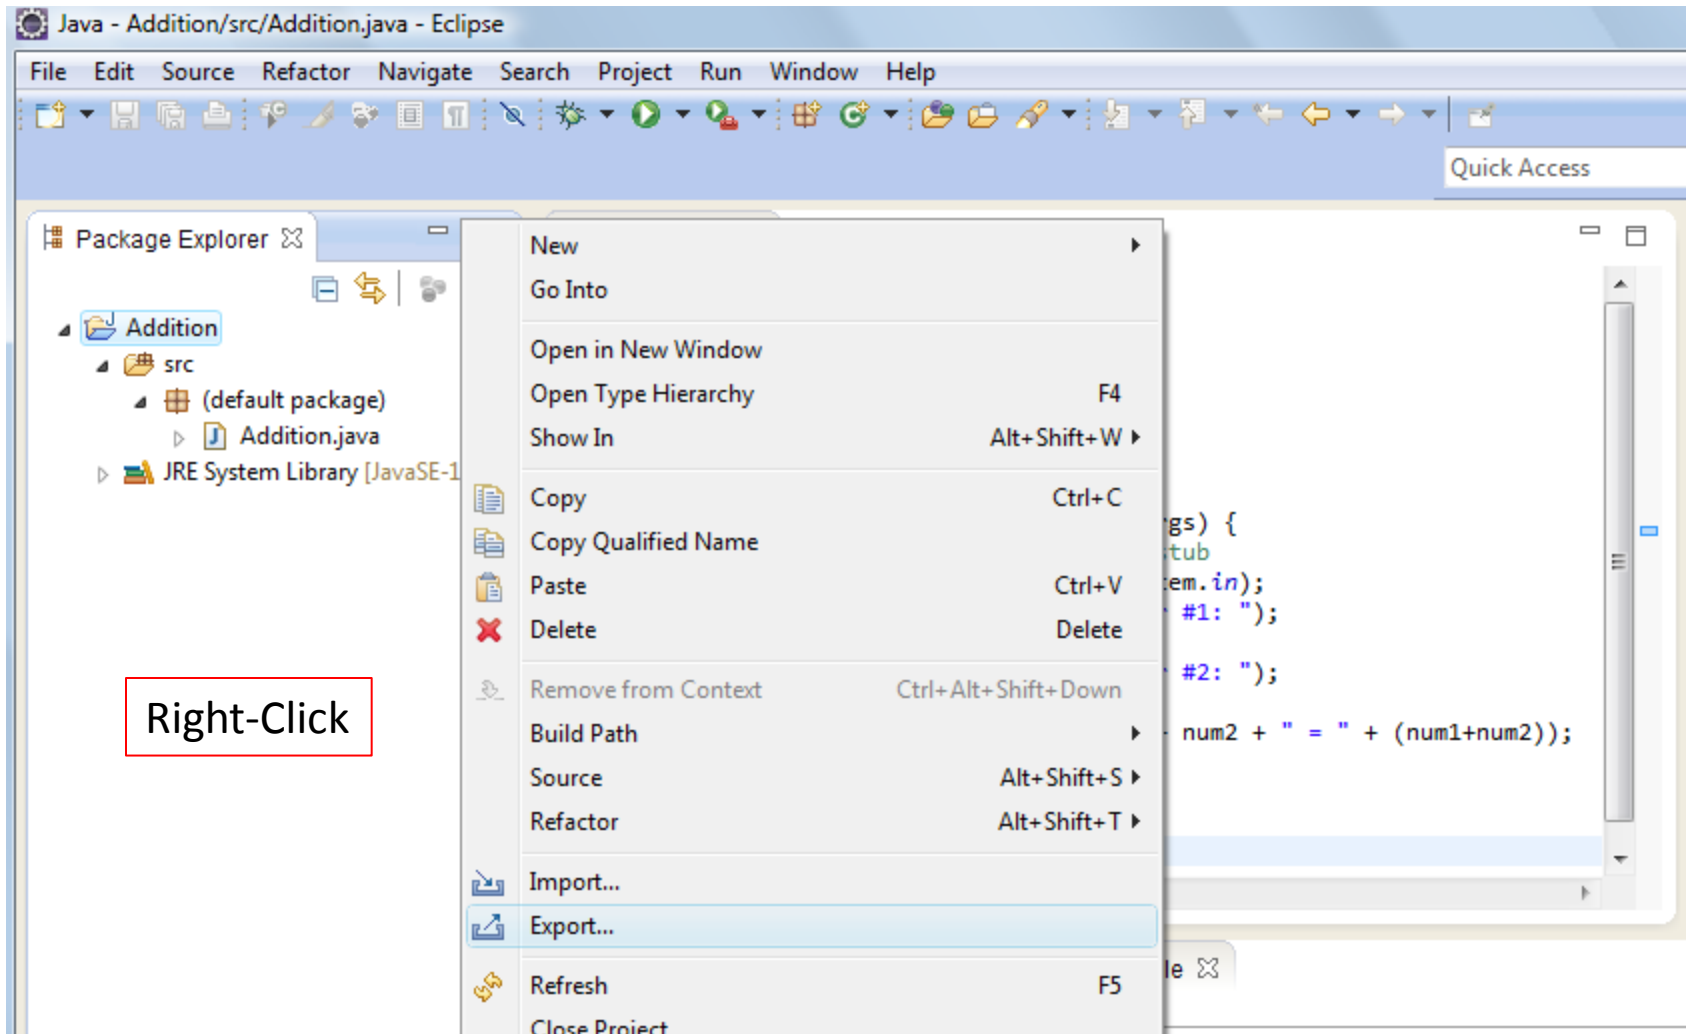 Java - Addition/src/Addition.java - Eclipse
File Edit Source Refactor Navigate Search Project Run Window Help
Quick Access
Package Explorer
Addition
src
(default package)
Addition.java
JRE System Library [JavaSE-1
Right-Click
New
Go Into
Open in New Window
Open Type Hierarchy F4
Show In Alt+Shift+W
Copy Ctrl+C
Copy Qualified Name
Paste Ctrl+V
Delete Delete
Remove from Context Ctrl+Alt+Shift+Down
Build Path
Source Alt+Shift+S
Refactor Alt+Shift+T
Import...
Export...
Refresh F5
Close Project
rgs) {
stub
tem.in);
#1: ");
#2: ");
num2 + " = " + (num1+num2));
le